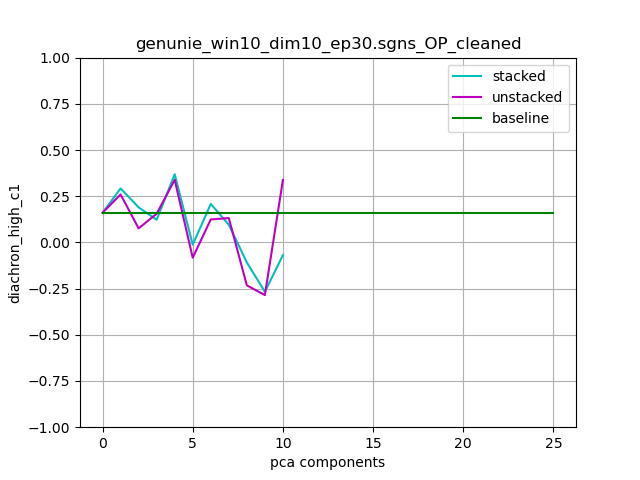 genunie_win10_dim10_ep30.sgns_OP_cleaned
stacked
unstacked
baseline
diachron_high_c1
1.00
0.75
0.50
0.25
0.00
−0.25
−0.50
−0.75
−1.00
0 5 10 15 20 25
pca components